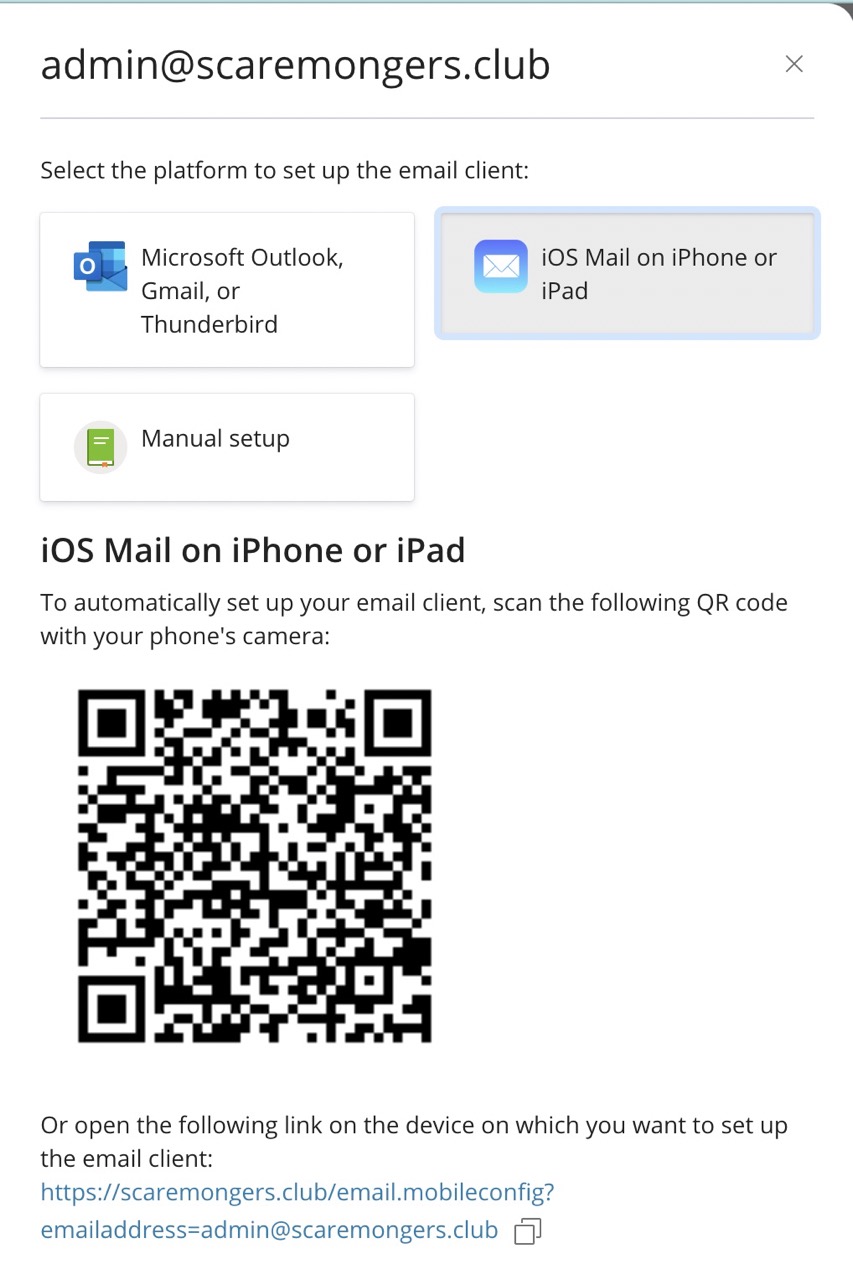 admin@scaremongers.club
Select the platform to set up the email client:
Microsoft Outlook,
Gmail, or
Thunderbird
iOS Mail on iPhone or
iPad
Manual setup
iOS Mail on iPhone or iPad
To automatically set up your email client, scan the following QR code
with your phone's camera:
Or open the following link on the device on which you want to set up
the email client:
https://scaremongers.club/email.mobileconfig?
emailaddress=admin@scaremongers.club